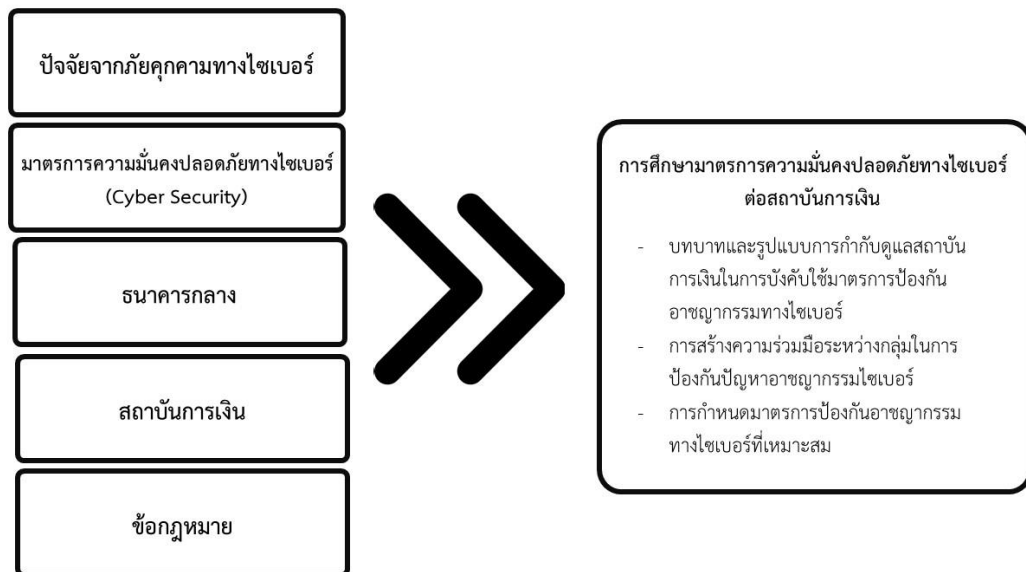 ปัจจัยจากภัยคุกคามทางไซเบอร์
มาตรการความมั่นคงปลอดภัยทางไซเบอร์
(Cyber Security)
ธนาคารกลาง
สถาบันการเงิน
ข้อกฎหมาย
การศึกษามาตรการความมั่นคงปลอดภัยทางไซเบอร์
ต่อสถาบันการเงิน
- บทบาทและรูปแบบการกำกับดูแลสถาบัน
การเงินในการบังคับใช้มาตรการป้องกัน
อาชญากรรมทางไซเบอร์
- การสร้างความร่วมมือระหว่างกลุ่มในการ
ป้องกันปัญหาอาชญากรรมไซเบอร์
- การกำหนดมาตรการป้องกันอาชญากรรม
ทางไซเบอร์ที่เหมาะสม